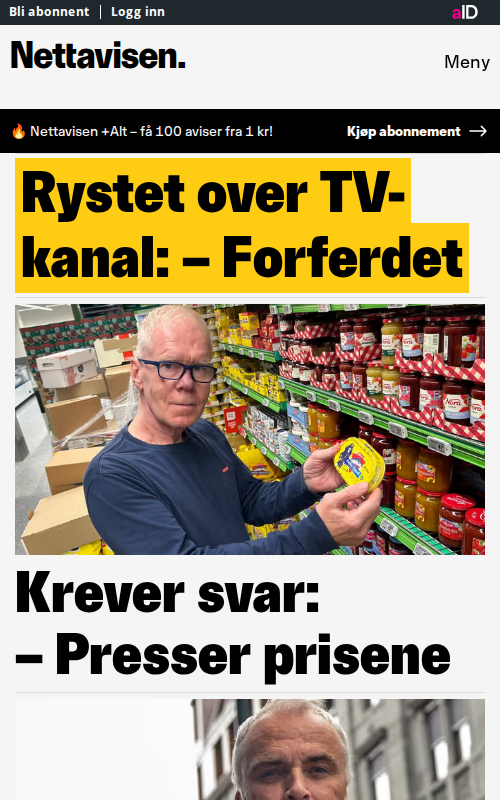 Bli abonnent | Logg inn
aID
Nettavisen.
Meny
🔥 Nettavisen +Alt – få 100 aviser fra 1 kr!
Kjøp abonnement →
Rystet over TV-
kanal: – Forferdet
Krever svar:
– Presser prisene